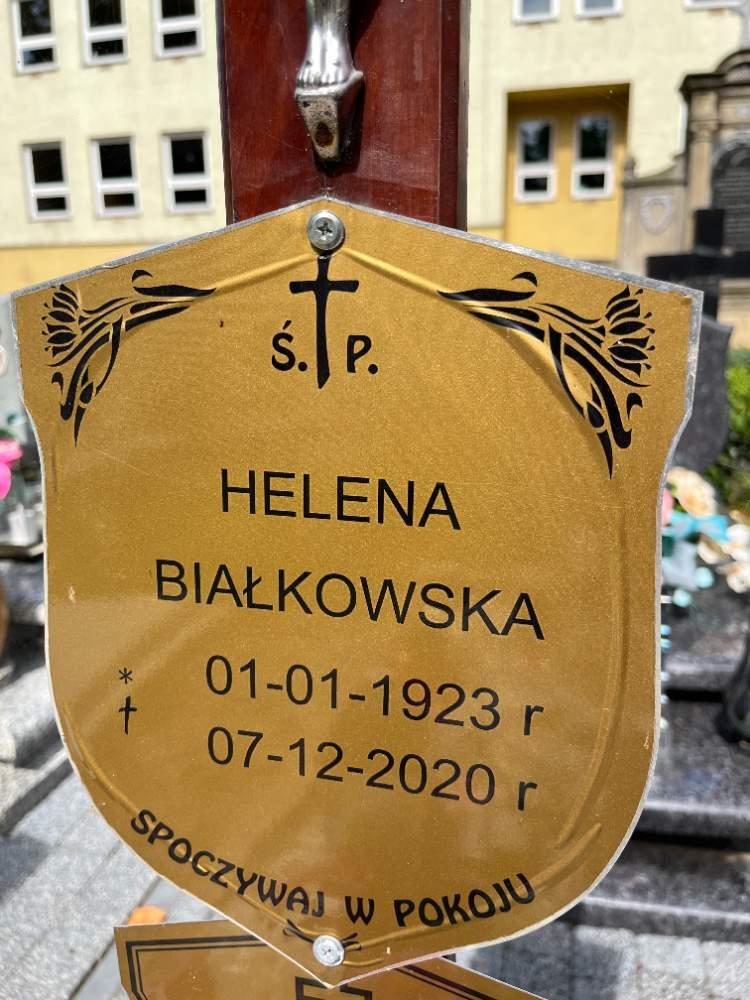 Ś. P.
HELENA
BIAŁKOWSKA
* 01-01-1923 r
† 07-12-2020 r
SPOCZYWAJ W POKOJU